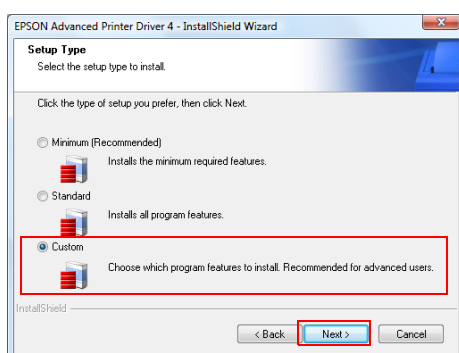 EPSON Advanced Printer Driver 4 - InstallShield Wizard
Setup Type
Select the setup type to install.
Click the type of setup you prefer, then click Next.
Minimum (Recommended)
Installs the minimum required features.
Standard
Installs all program features.
Custom
Choose which program features to install. Recommended for advanced users.
InstallShield
< Back Next > Cancel